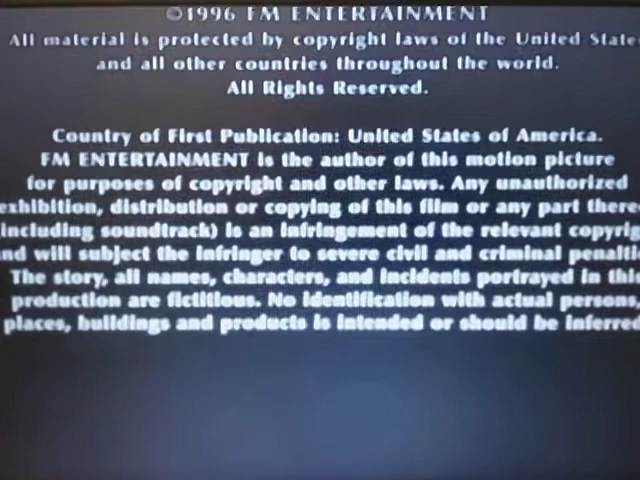 ©1996 FM ENTERTAINMENT
All material is protected by copyright laws of the United State
and all other countries throughout the world.
All Rights Reserved.
Country of First Publication: United States of America.
FM ENTERTAINMENT is the author of this motion picture
for purposes of copyright and other laws. Any unauthorized
exhibition, distribution or copying of this film or any part there
including soundtrack) is an infringement of the relevant copyrig
nd will subject the infringer to severe civil and criminal penalti
The story, all names, characters, and incidents portrayed in this
production are fictitious. No identification with actual persons,
places, buildings and products is intended or should be inferred